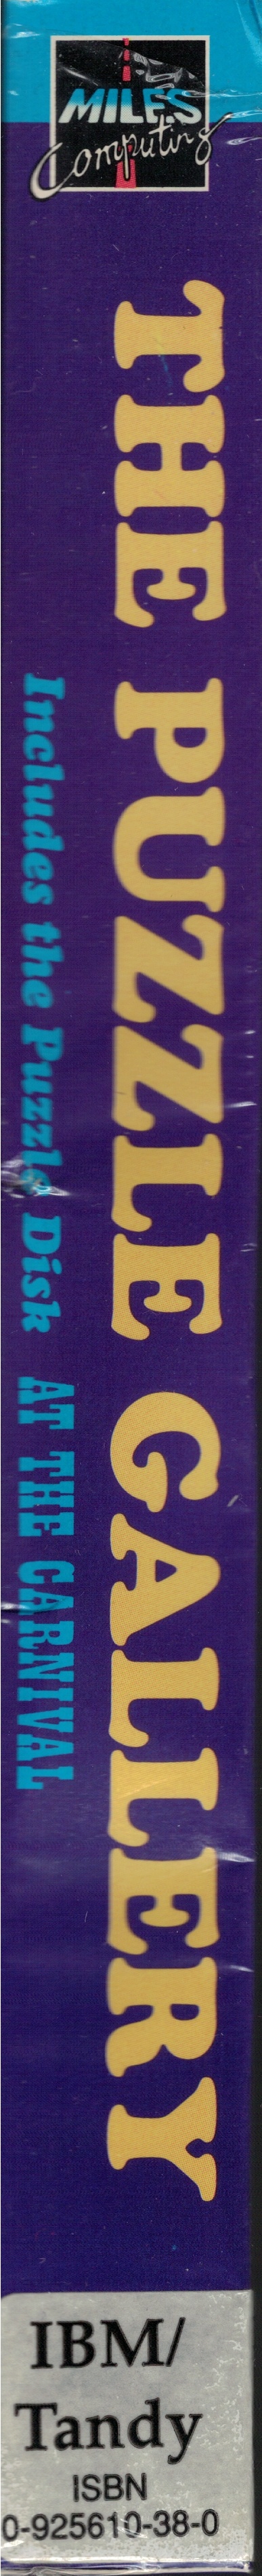 MILES
Computing
THE PUZZLE GALLERY
Includes the Puzzle Disk AT THE CARNIVAL
IBM/
Tandy
ISBN
0-925610-38-0